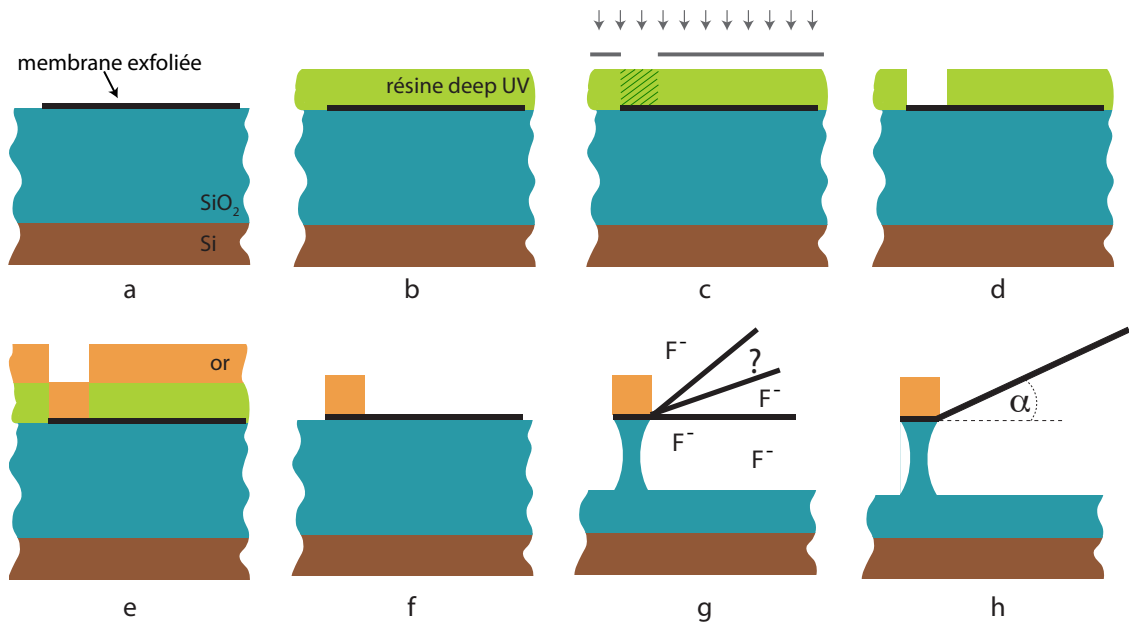 membrane exfoliée
SiO₂
Si
a
résine deep UV
b
c
d
or
e
f
F⁻
?
F⁻
F⁻
F⁻
g
α
h